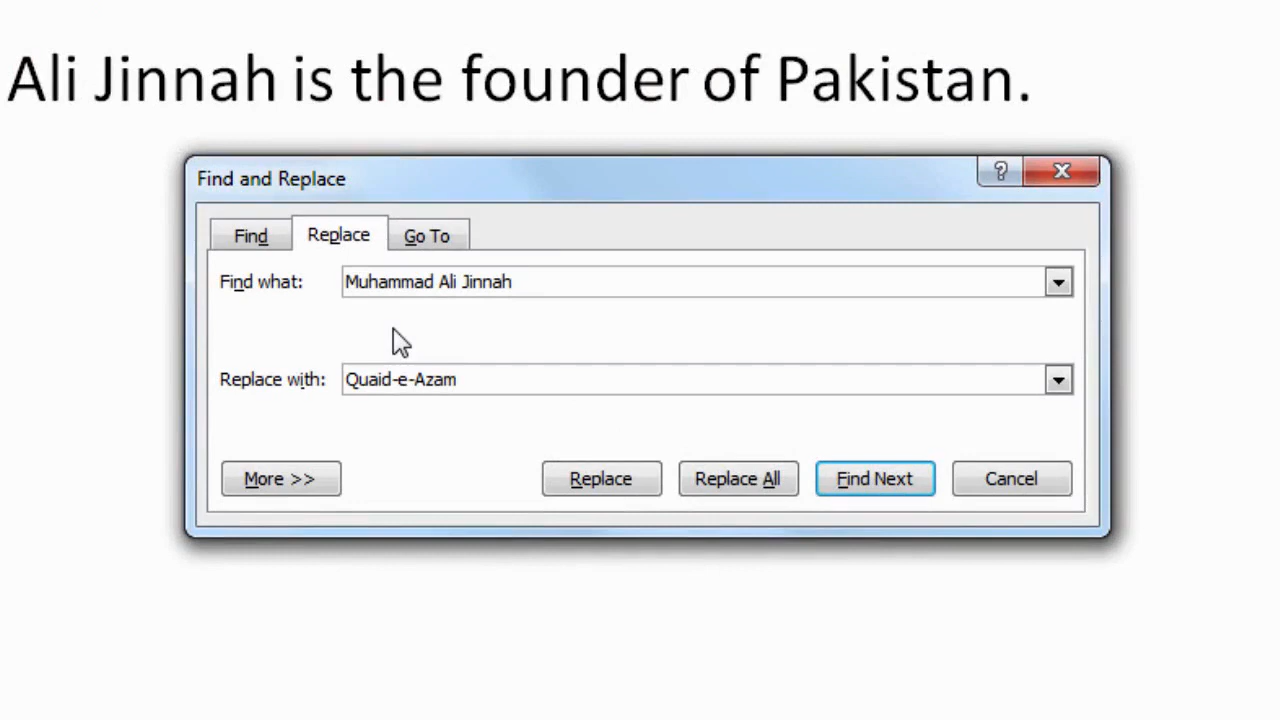 Ali Jinnah is the founder of Pakistan.
Find and Replace
?
X
Find Replace Go To
Find what: Muhammad Ali Jinnah
Replace with: Quaid-e-Azam
More >> Replace Replace All Find Next Cancel